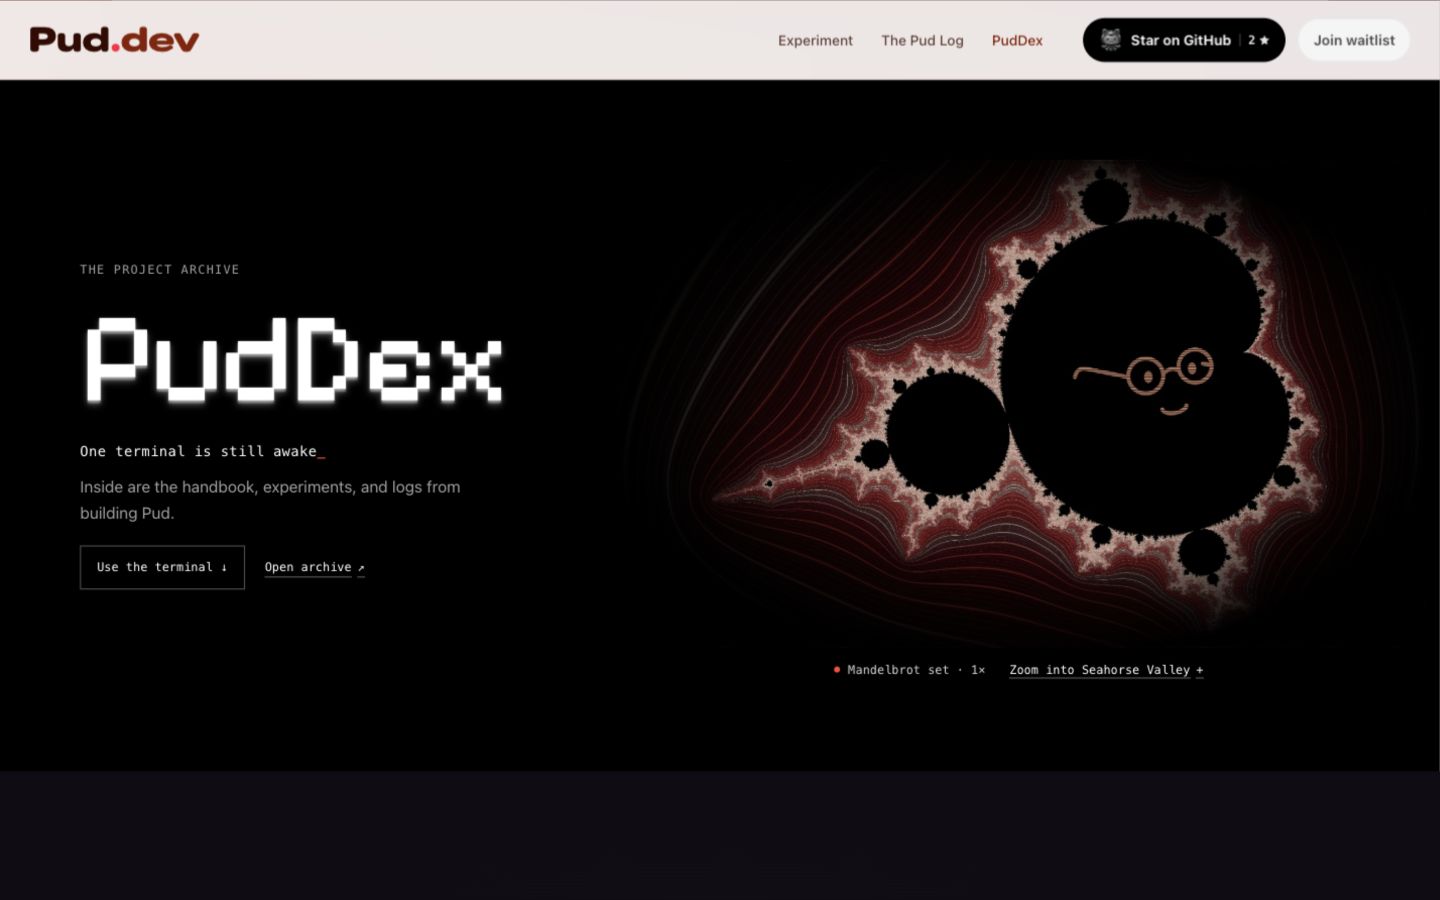 Pud.dev
Experiment
The Pud Log
PudDex
Star on GitHub 2 ★
Join waitlist
THE PROJECT ARCHIVE
PudDex
One terminal is still awake_
Inside are the handbook, experiments, and logs from
building Pud.
Use the terminal ↓
Open archive ↗
Mandelbrot set · 1×
Zoom into Seahorse Valley +